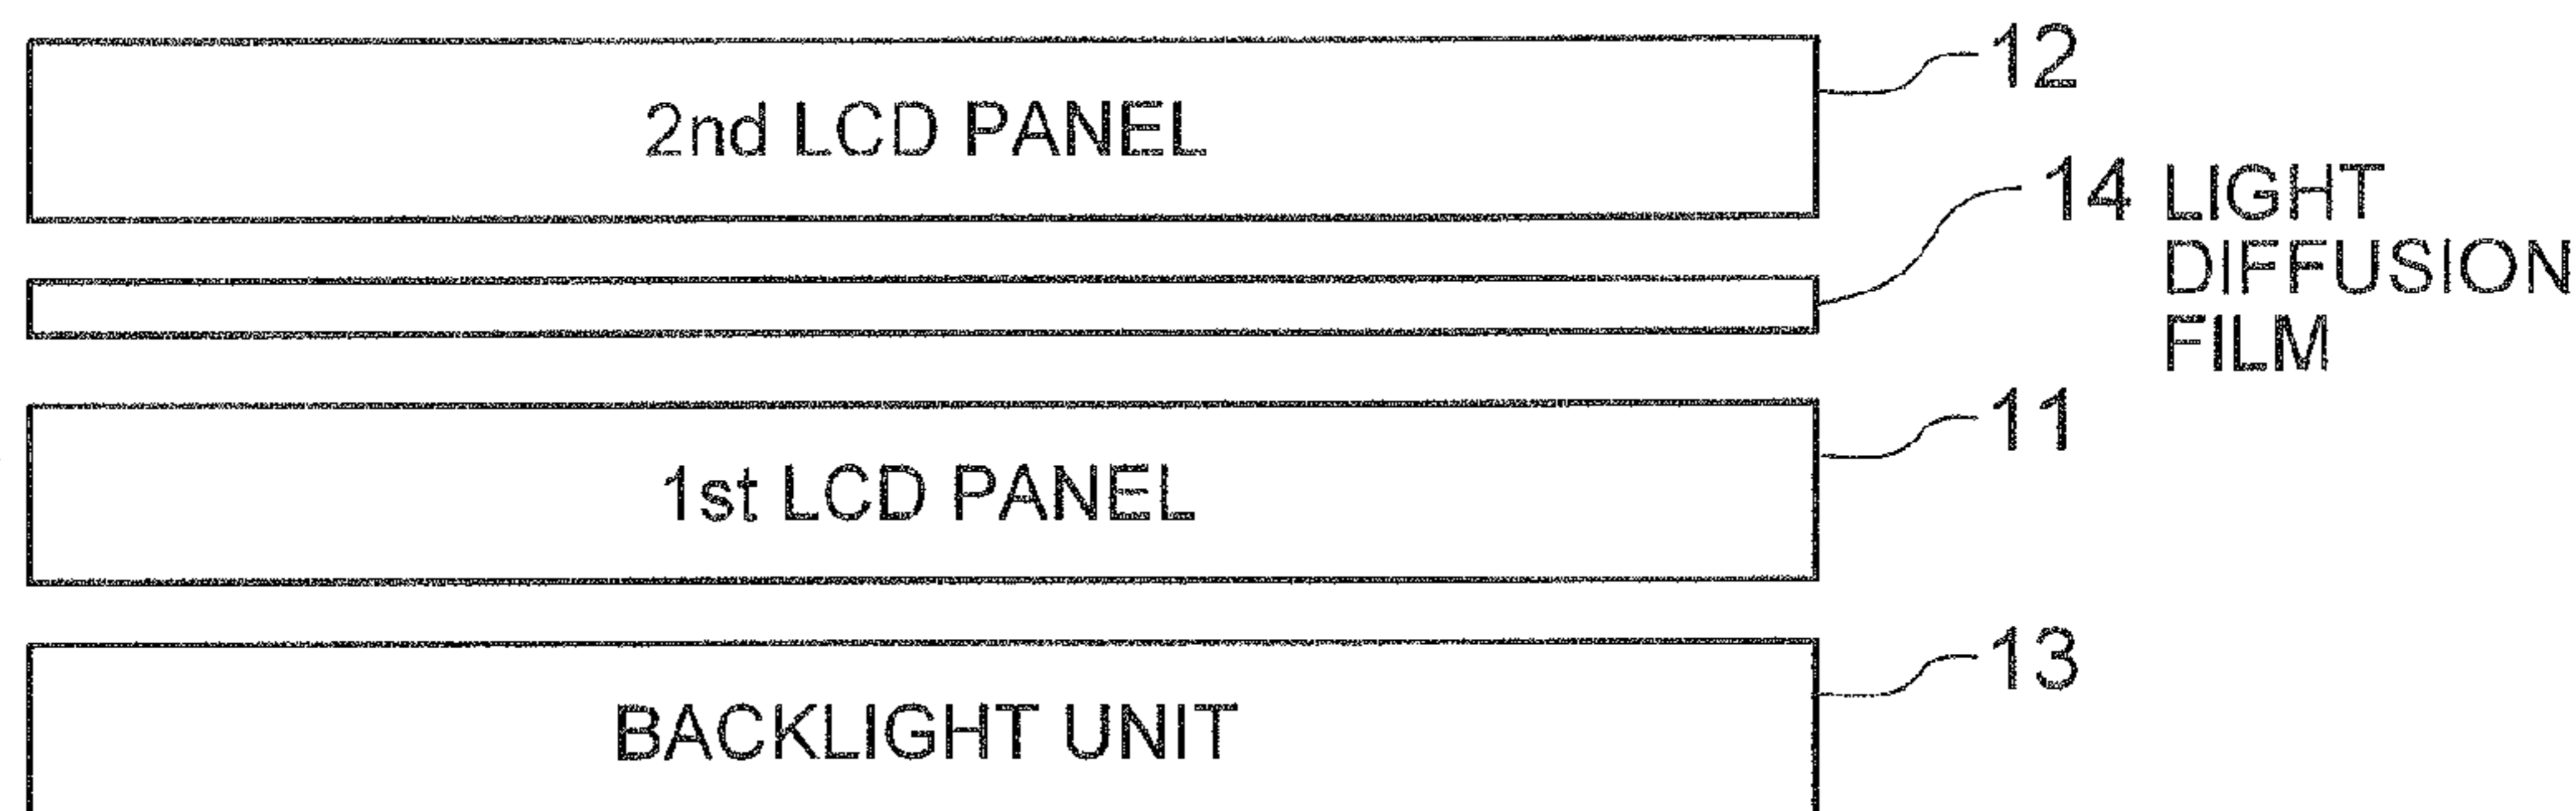 12
2nd LCD PANEL
14 LIGHT
DIFFUSION
FILM
11
1st LCD PANEL
13
BACKLIGHT UNIT